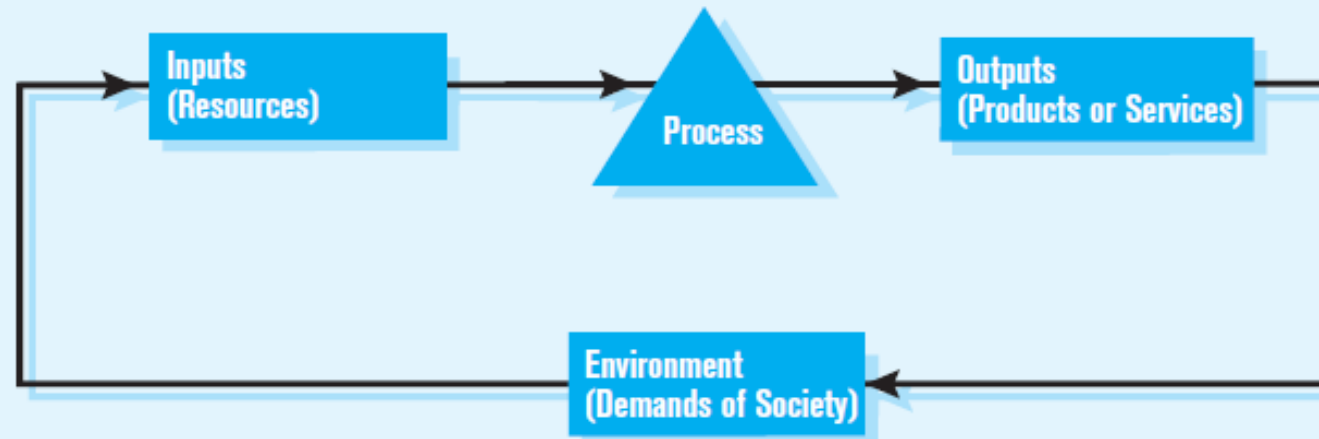 Inputs
(Resources)
Process
Outputs
(Products or Services)
Environment
(Demands of Society)